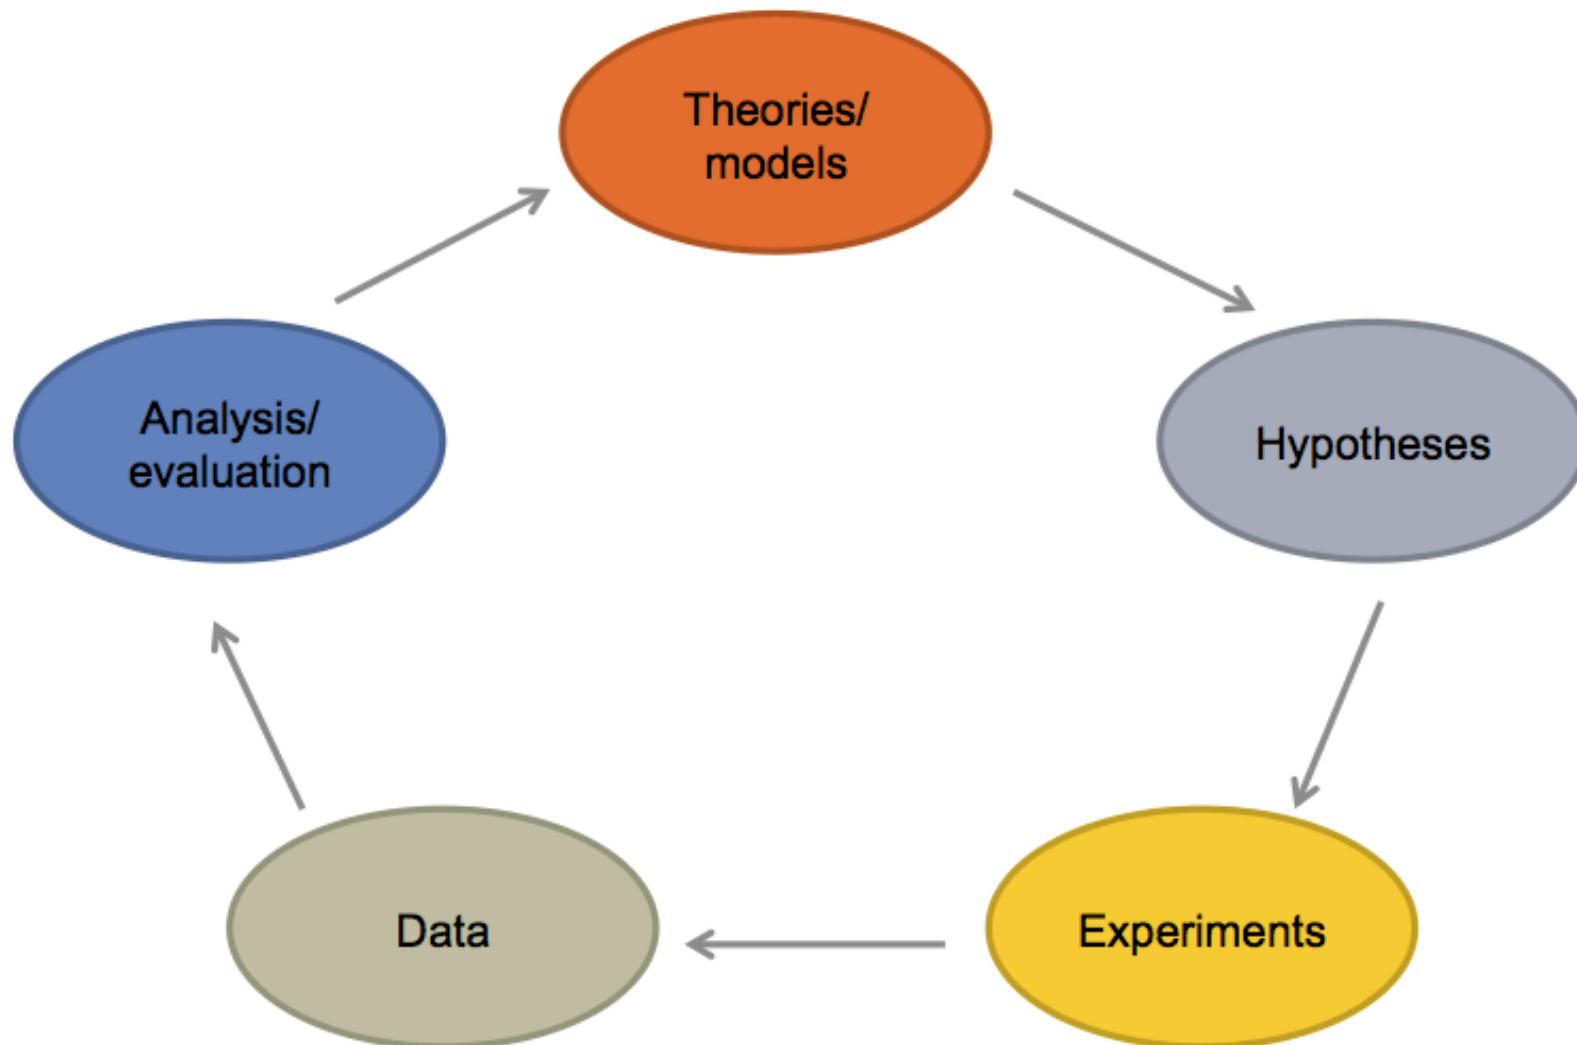 Theories/
models
Hypotheses
Experiments
Data
Analysis/
evaluation